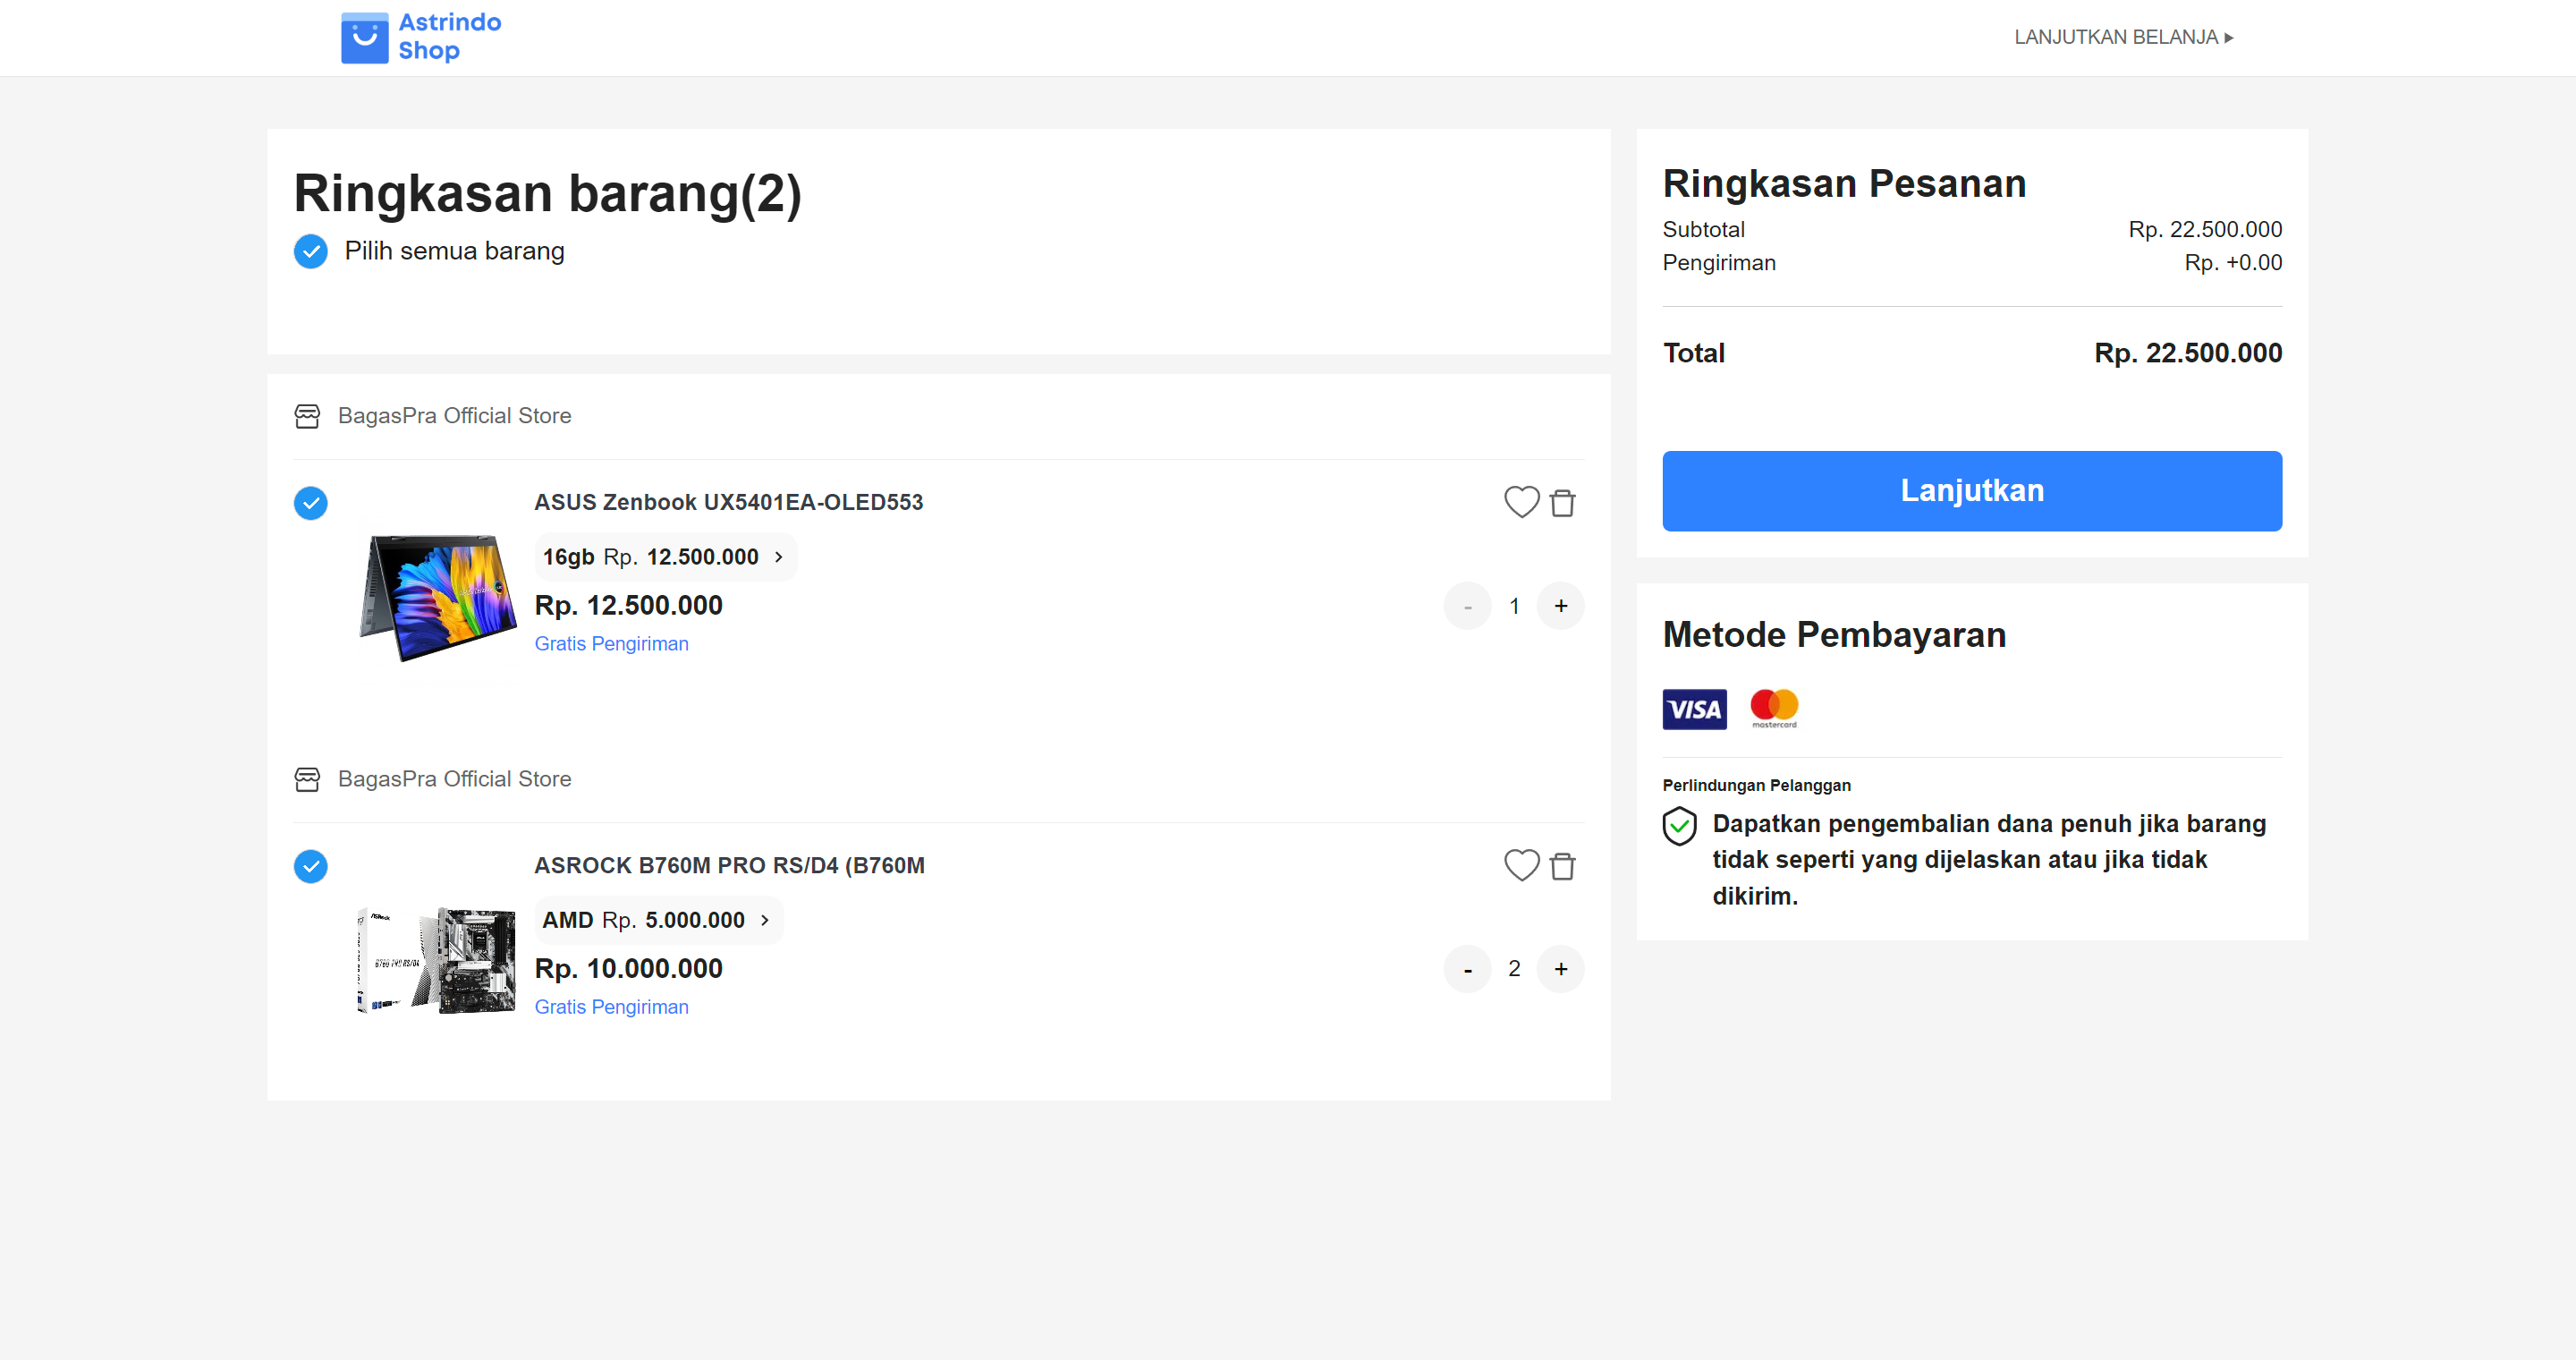 Astrindo
Shop
LANJUTKAN BELANJA
Ringkasan barang(2)
Pilih semua barang
BagasPra Official Store
ASUS Zenbook UX5401EA-OLED553
16gb Rp. 12.500.000
Rp. 12.500.000
- 1 +
Gratis Pengiriman
BagasPra Official Store
ASROCK B760M PRO RS/D4 (B760M
AMD Rp. 5.000.000
Rp. 10.000.000
- 2 +
Gratis Pengiriman
Ringkasan Pesanan
Subtotal Rp. 22.500.000
Pengiriman Rp. +0.00
Total Rp. 22.500.000
Lanjutkan
Metode Pembayaran
VISA
mastercard
Perlindungan Pelanggan
Dapatkan pengembalian dana penuh jika barang
tidak seperti yang dijelaskan atau jika tidak
dikirim.